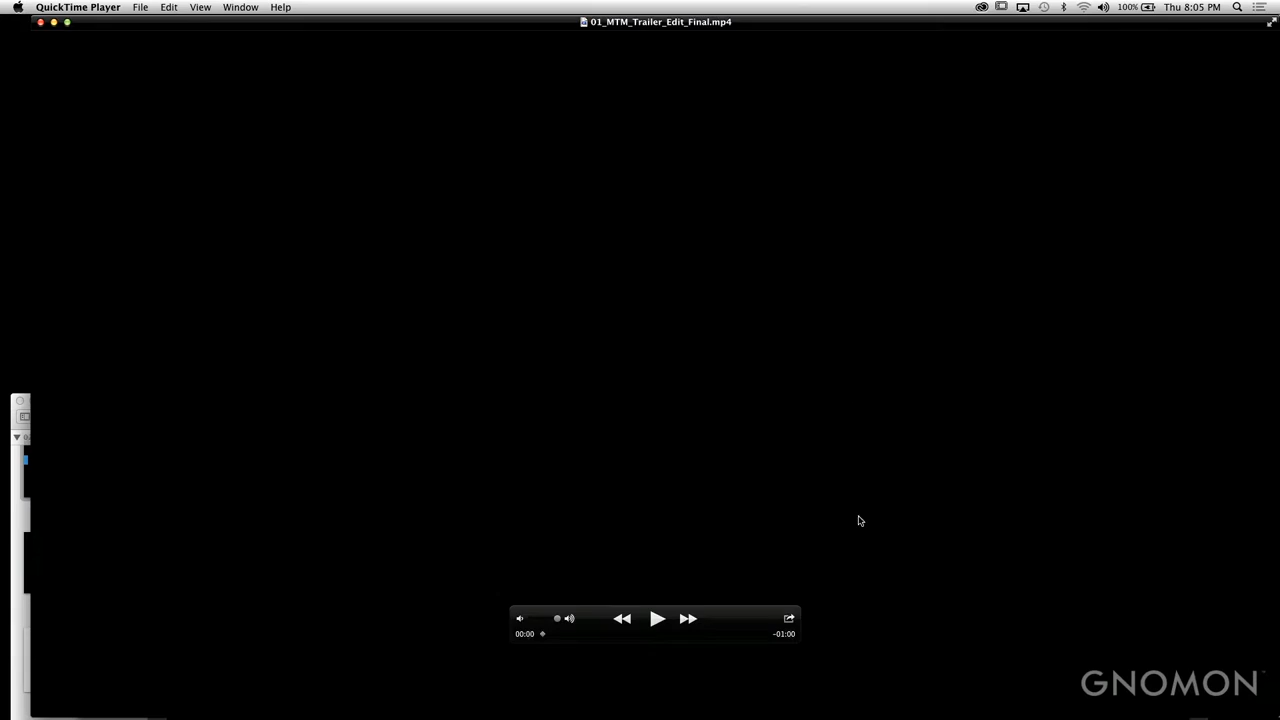 QuickTime Player File Edit View Window Help 100% Thu 8:05 PM
01_MTM_Trailer_Edit_Final.mp4
00:00 -01:00
GNOMON